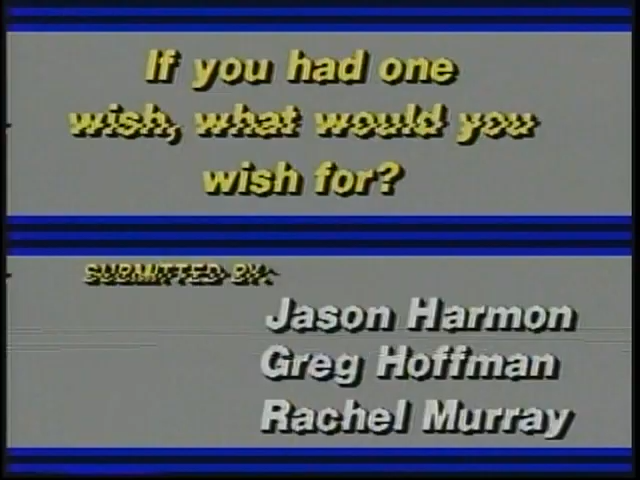 If you had one
wish, what would you
wish for?
SUBMITTED BY:
Jason Harmon
Greg Hoffman
Rachel Murray